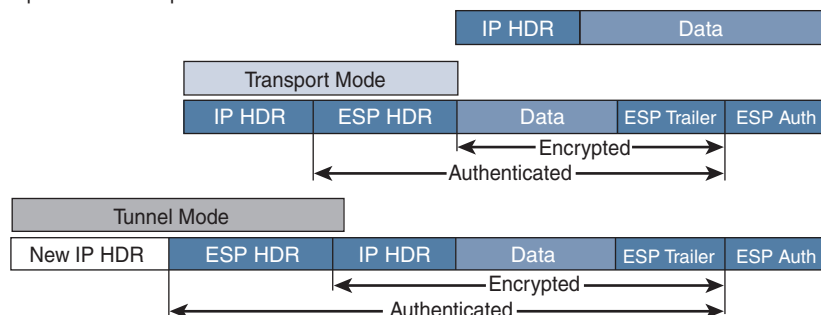 IP HDR Data
Transport Mode
IP HDR ESP HDR Data ESP Trailer ESP Auth
Encrypted
Authenticated
Tunnel Mode
New IP HDR ESP HDR IP HDR Data ESP Trailer ESP Auth
Encrypted
Authenticated